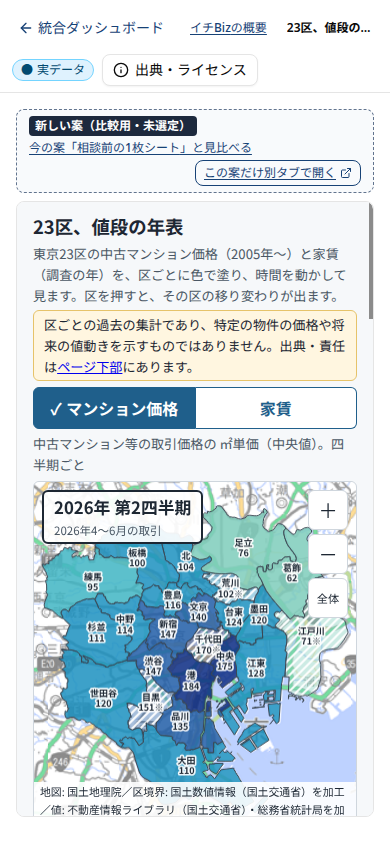 ← 統合ダッシュボード イチBizの概要 23区、値段の…
実データ 出典・ライセンス
新しい案（比較用・未選定）
今の案「相談前の1枚シート」と見比べる
この案だけ別タブで開く
23区、値段の年表
東京23区の中古マンション価格（2005年〜）と家賃
（調査の年）を、区ごとに色で塗り、時間を動かして
見ます。区を押すと、その区の移り変わりが出ます。
区ごとの過去の集計であり、特定の物件の価格や将
来の値動きを示すものではありません。出典・責任
はページ下部にあります。
✓ マンション価格 家賃
中古マンション等の取引価格の ㎡単価（中央値）。四
半期ごと
2026年 第2四半期
2026年4〜6月の取引
+
−
全体
足立
76
板橋
100
北
104
葛飾
62
練馬
95
荒川
102※
豊島
116
文京
140
台東
124
墨田
120
中野
114
杉並
111
新宿
147
千代田
170※
江戸川
71※
渋谷
147
中央
175
江東
128
港
184
世田谷
120
目黒
151※
品川
135
大田
110
E20
246
地図: 国土地理院／区境界: 国土数値情報（国土交通省）を加工
／値: 不動産情報ライブラリ（国土交通省）・総務省統計局を加